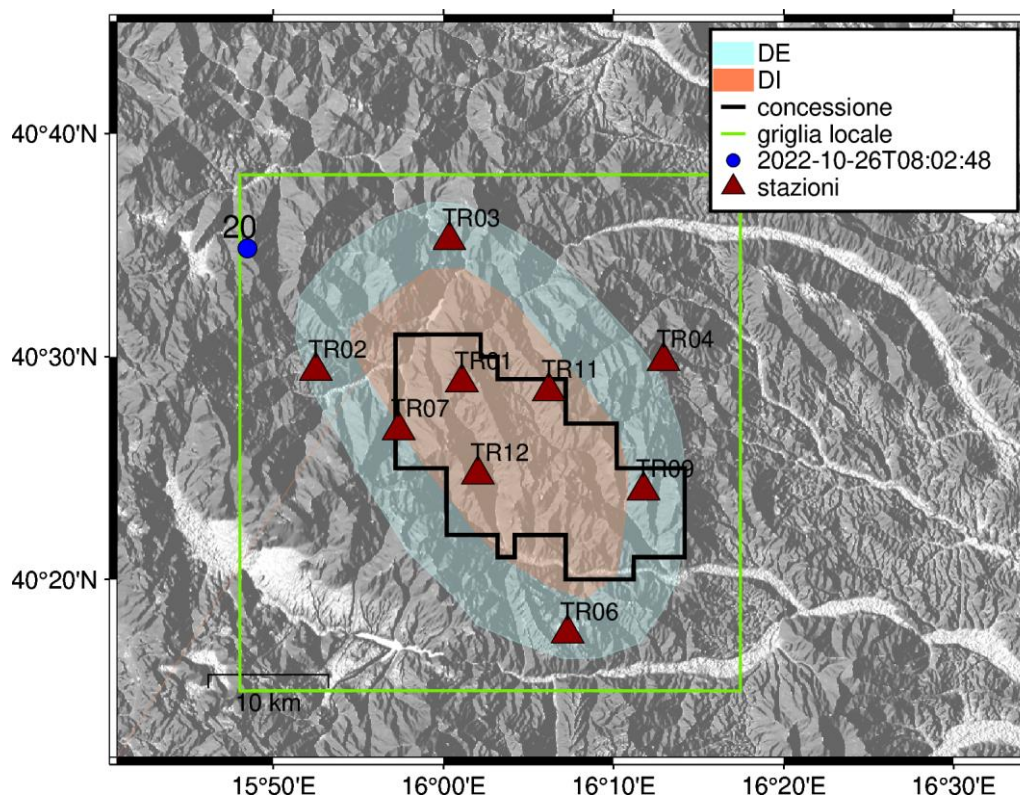 DE
DI
concessione
griglia locale
2022-10-26T08:02:48
stazioni
40°40'N
40°30'N
40°20'N
20
TR03
TR02
TR04
TR01
TR11
TR07
TR12
TR09
TR06
10 km
15°50'E
16°00'E
16°10'E
16°20'E
16°30'E